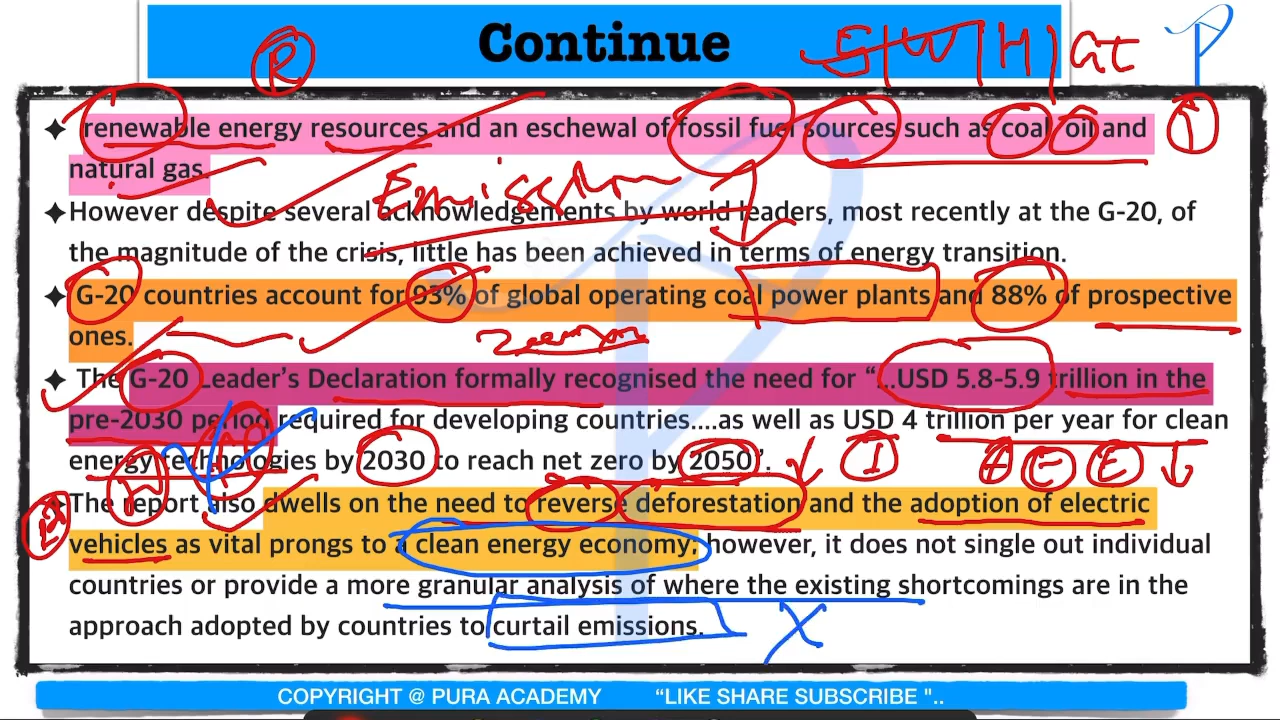 Continue
renewable energy resources and an eschewal of fossil fuel sources such as coal, oil and
natural gas.
However despite several acknowledgements by world leaders, most recently at the G-20, of
the magnitude of the crisis, little has been achieved in terms of energy transition.
G-20 countries account for 93% of global operating coal power plants and 88% of prospective
ones.
The G-20 Leader’s Declaration formally recognised the need for “...USD 5.8-5.9 trillion in the
pre-2030 period required for developing countries....as well as USD 4 trillion per year for clean
energy technologies by 2030 to reach net zero by 2050’.
The report also dwells on the need to reverse deforestation and the adoption of electric
vehicles as vital prongs to a clean energy economy; however, it does not single out individual
countries or provide a more granular analysis of where the existing shortcomings are in the
approach adopted by countries to curtail emissions.
COPYRIGHT @ PURA ACADEMY “LIKE SHARE SUBSCRIBE "..